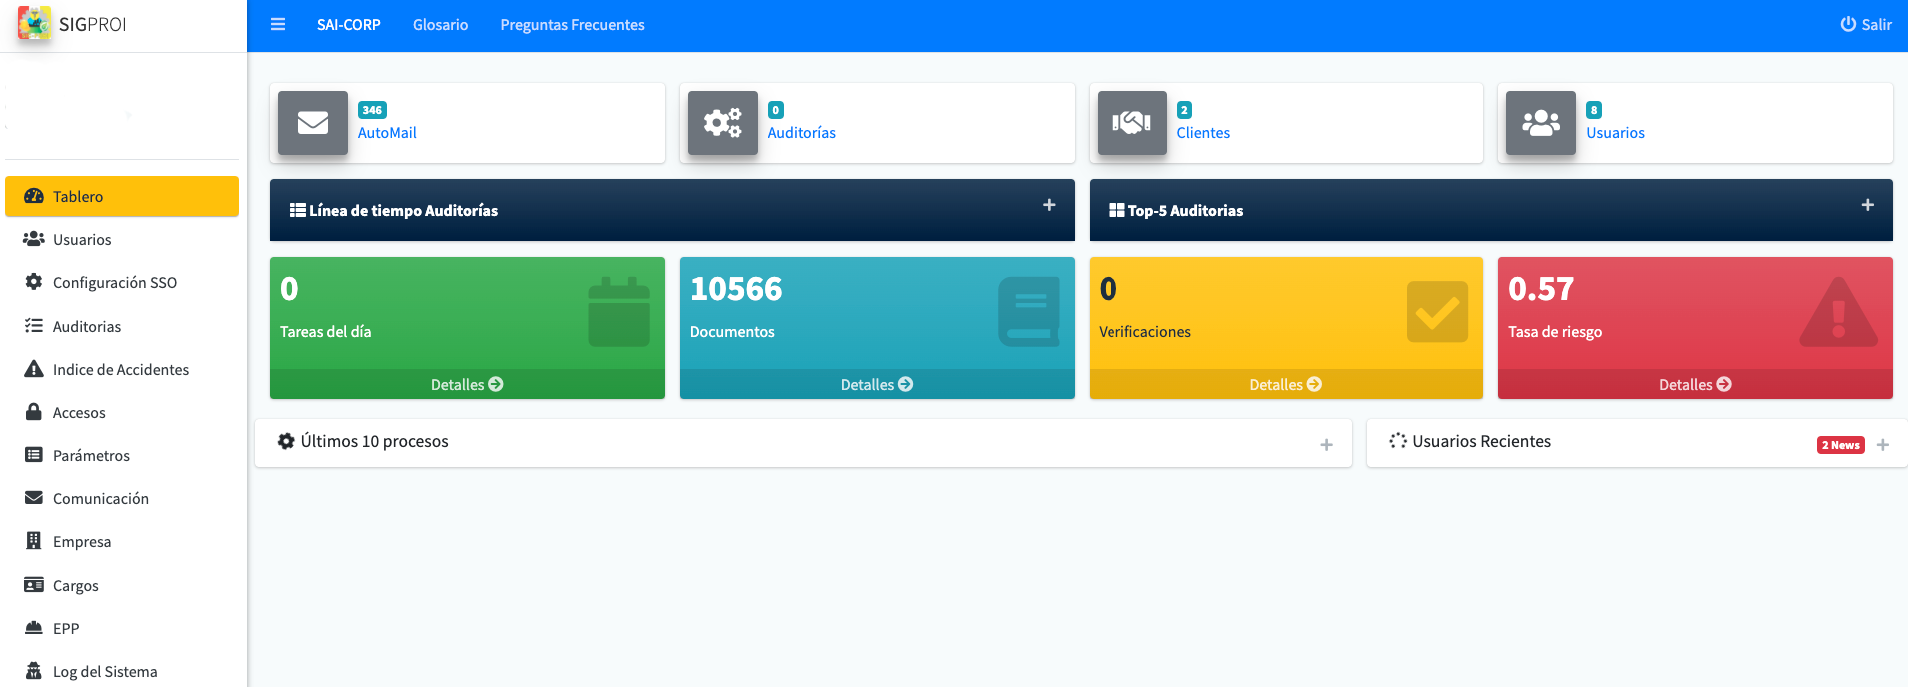 SIGPROI
SAI-CORP Glosario Preguntas Frecuentes Salir
346
AutoMail
0
Auditorías
2
Clientes
8
Usuarios
Tablero
Usuarios
Configuración SSO
Auditorias
Indice de Accidentes
Accesos
Parámetros
Comunicación
Empresa
Cargos
EPP
Log del Sistema
Línea de tiempo Auditorías
Top-5 Auditorias
0
Tareas del día
Detalles
10566
Documentos
Detalles
0
Verificaciones
Detalles
0.57
Tasa de riesgo
Detalles
Últimos 10 procesos
Usuarios Recientes
2 News